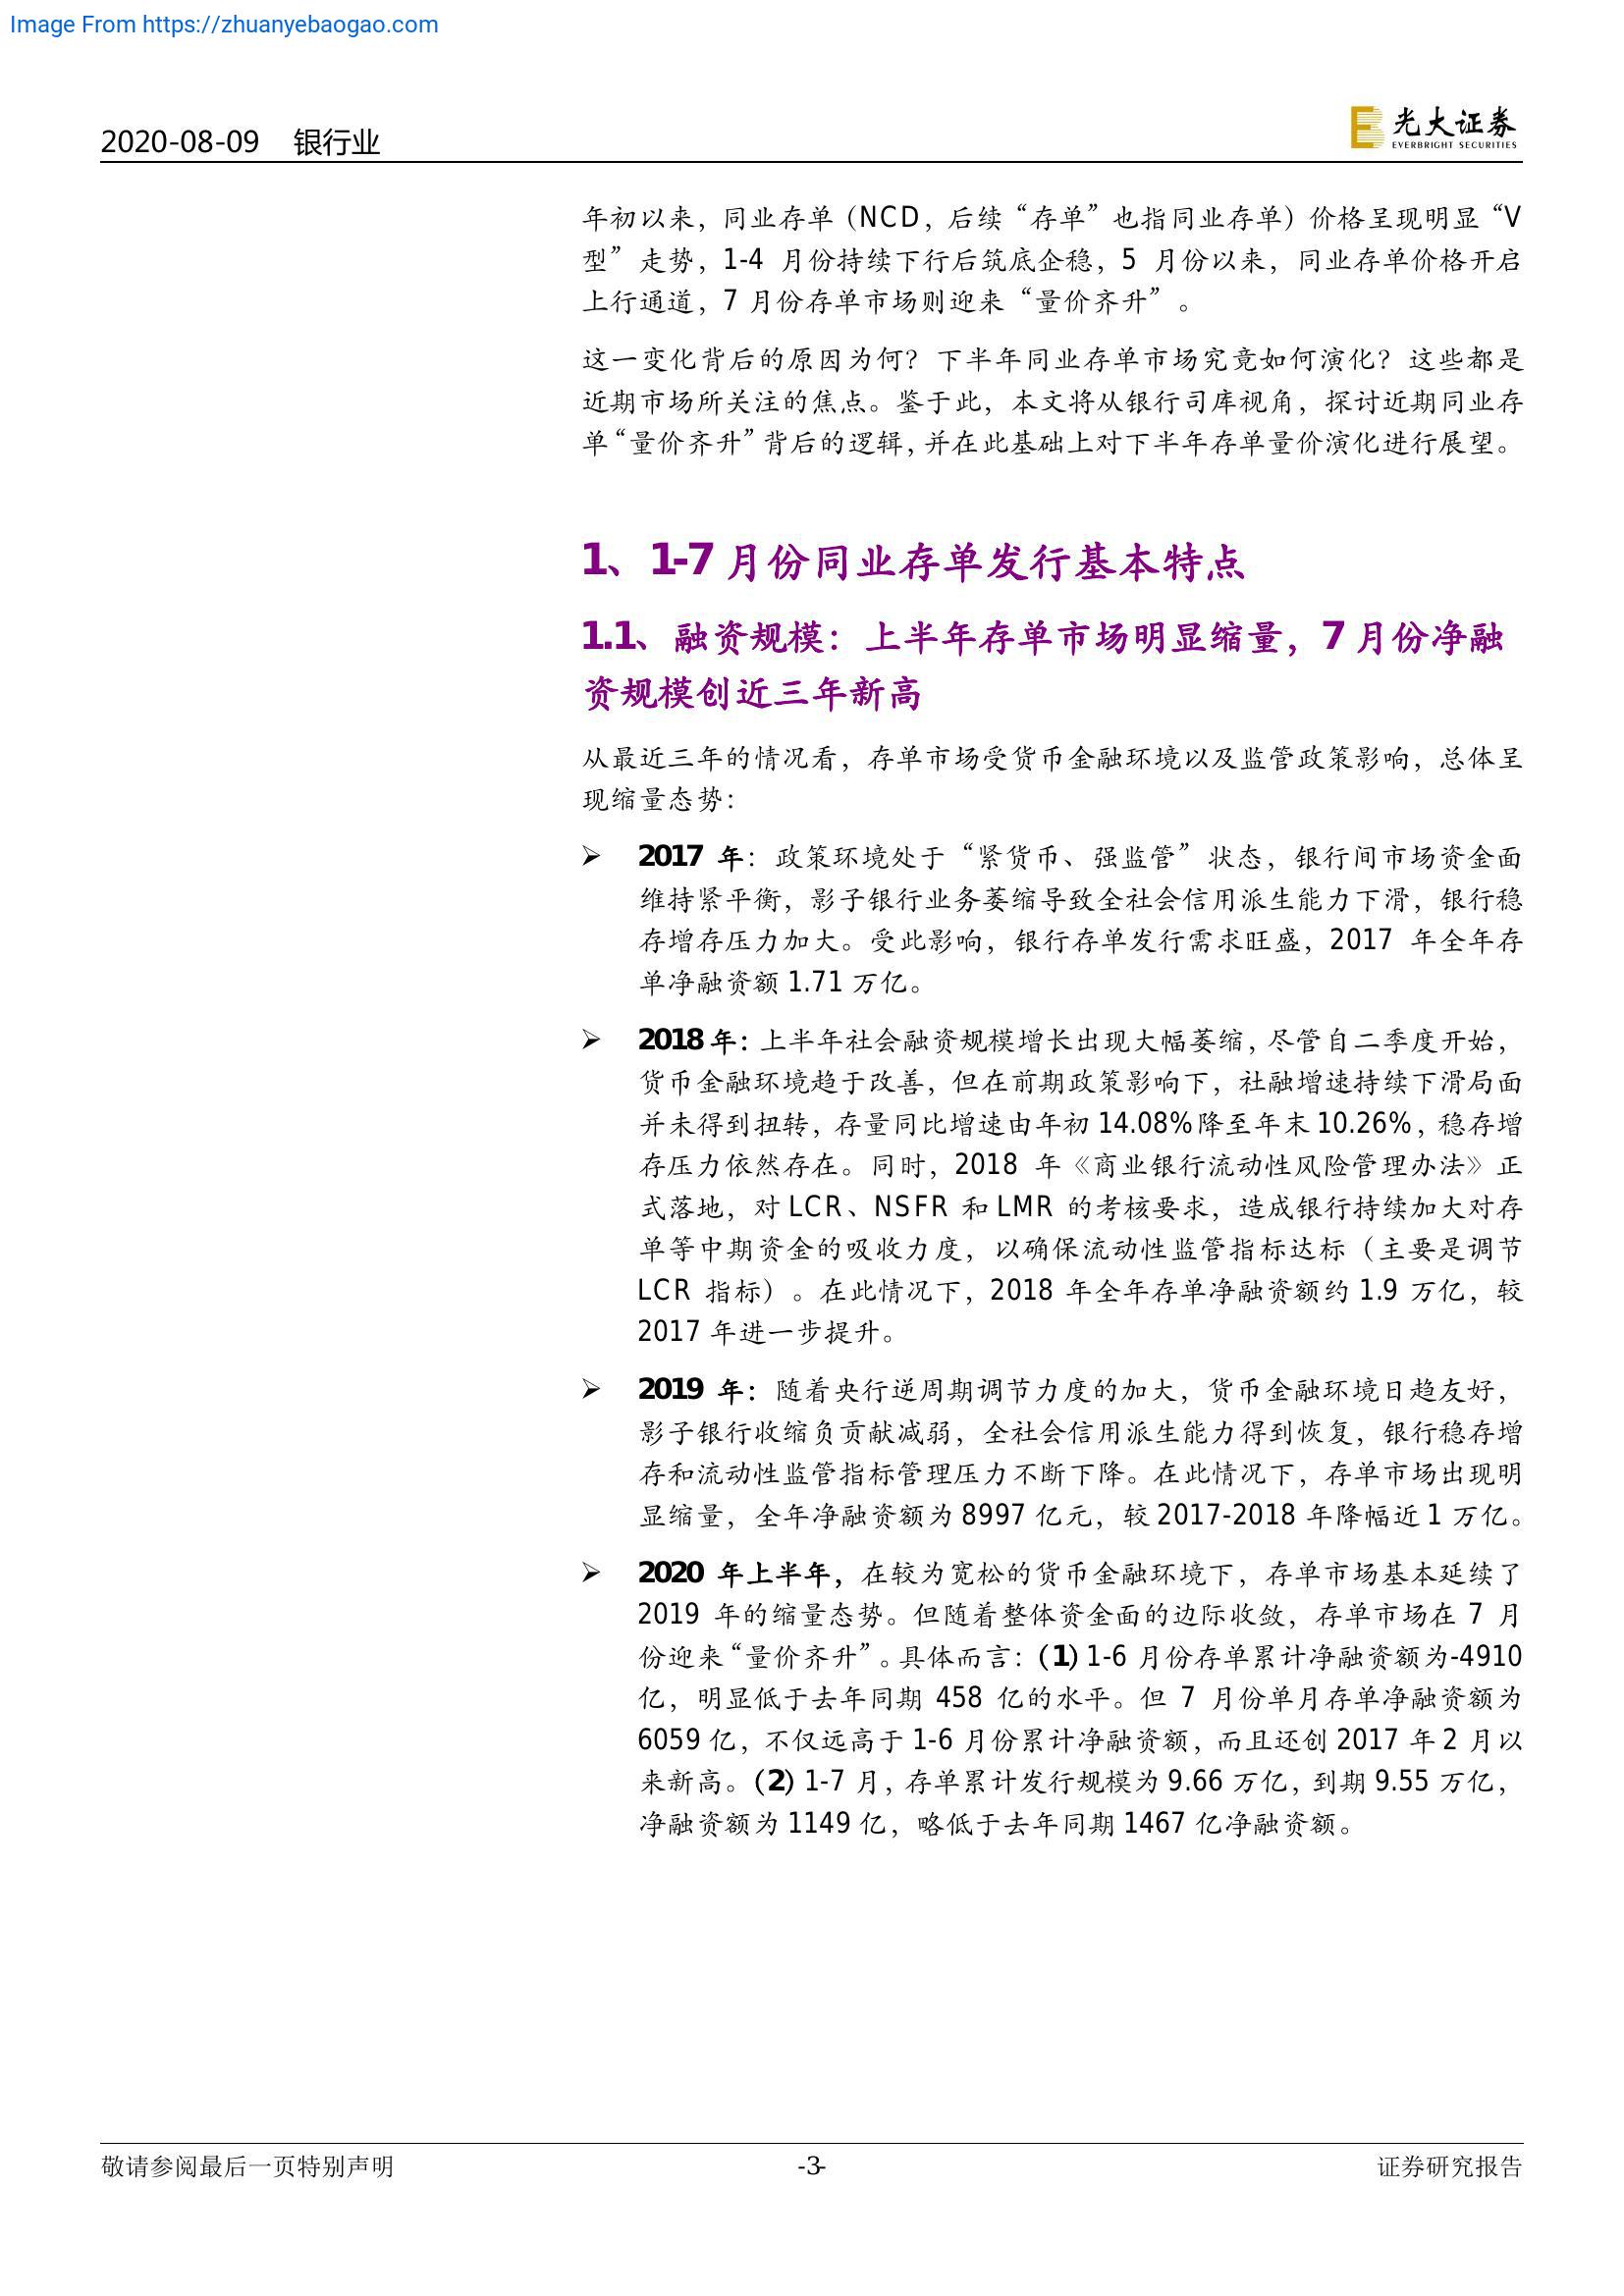 Image From https://zhuanyebaogao.com
2020-08-09 银行业
光大证券
EVERBRIGHT SECURITIES
年初以来，同业存单（NCD，后续“存单”也指同业存单）价格呈现明显“V
型”走势，1-4 月份持续下行后筑底企稳，5 月份以来，同业存单价格开启
上行通道，7 月份存单市场则迎来“量价齐升”。
这一变化背后的原因为何？下半年同业存单市场究竟如何演化？这些都是
近期市场所关注的焦点。鉴于此，本文将从银行司库视角，探讨近期同业存
单“量价齐升”背后的逻辑，并在此基础上对下半年存单量价演化进行展望。
1、1-7 月份同业存单发行基本特点
1.1、融资规模：上半年存单市场明显缩量，7 月份净融
资规模创近三年新高
从最近三年的情况看，存单市场受货币金融环境以及监管政策影响，总体呈
现缩量态势：
➢ 2017 年：政策环境处于“紧货币、强监管”状态，银行间市场资金面
维持紧平衡，影子银行业务萎缩导致全社会信用派生能力下滑，银行稳
存增存压力加大。受此影响，银行存单发行需求旺盛，2017 年全年存
单净融资额 1.71 万亿。
➢ 2018 年：上半年社会融资规模增长出现大幅萎缩，尽管自二季度开始，
货币金融环境趋于改善，但在前期政策影响下，社融增速持续下滑局面
并未得到扭转，存量同比增速由年初 14.08%降至年末 10.26%，稳存增
存压力依然存在。同时，2018 年《商业银行流动性风险管理办法》正
式落地，对 LCR、NSFR 和 LMR 的考核要求，造成银行持续加大对存
单等中期资金的吸收力度，以确保流动性监管指标达标（主要是调节
LCR 指标）。在此情况下，2018 年全年存单净融资额约 1.9 万亿，较
2017 年进一步提升。
➢ 2019 年：随着央行逆周期调节力度的加大，货币金融环境日趋友好，
影子银行收缩负贡献减弱，全社会信用派生能力得到恢复，银行稳存增
存和流动性监管指标管理压力不断下降。在此情况下，存单市场出现明
显缩量，全年净融资额为 8997 亿元，较 2017-2018 年降幅近 1 万亿。
➢ 2020 年上半年，在较为宽松的货币金融环境下，存单市场基本延续了
2019 年的缩量态势。但随着整体资金面的边际收敛，存单市场在 7 月
份迎来“量价齐升”。具体而言：（1）1-6 月份存单累计净融资额为-4910
亿，明显低于去年同期 458 亿的水平。但 7 月份单月存单净融资额为
6059 亿，不仅远高于 1-6 月份累计净融资额，而且还创 2017 年 2 月以
来新高。（2）1-7 月，存单累计发行规模为 9.66 万亿，到期 9.55 万亿，
净融资额为 1149 亿，略低于去年同期 1467 亿净融资额。
敬请参阅最后一页特别声明 -3- 证券研究报告